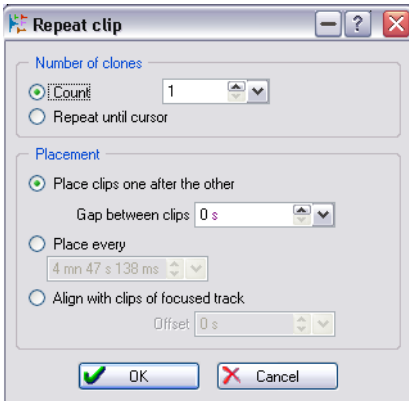 Repeat clip
Number of clones
Count 1
Repeat until cursor
Placement
Place clips one after the other
Gap between clips 0 s
Place every
4 mn 47 s 138 ms
Align with clips of focused track
Offset 0 s
OK Cancel